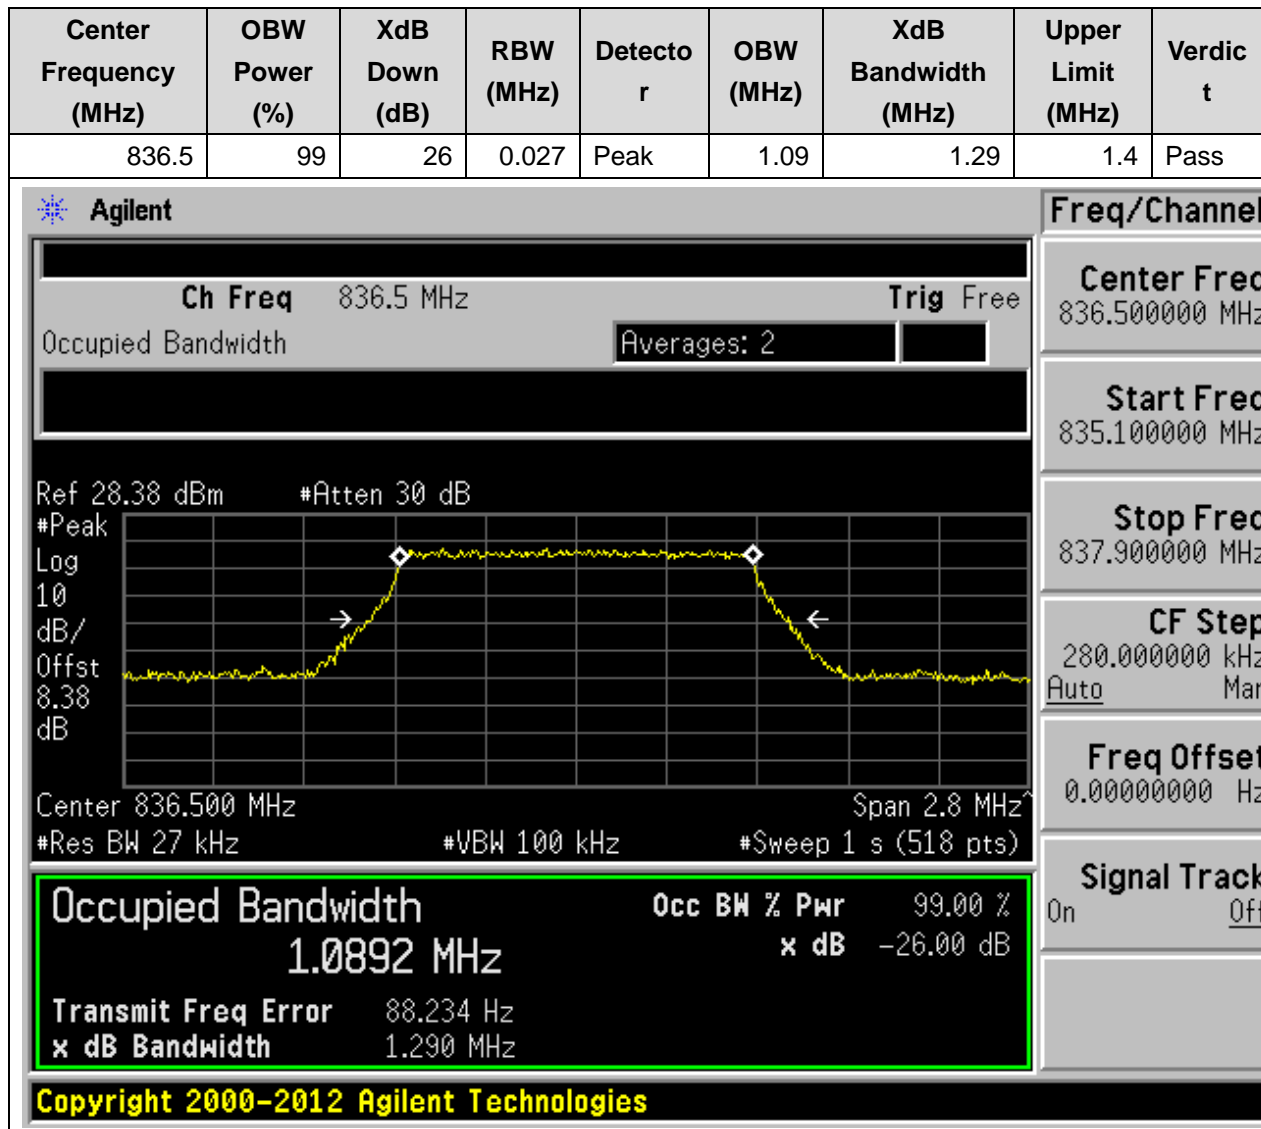 Center Frequency (MHz) | OBW Power (%) | XdB Down (dB) | RBW (MHz) | Detecto r | OBW (MHz) | XdB Bandwidth (MHz) | Upper Limit (MHz) | Verdic t
836.5 | 99 | 26 | 0.027 | Peak | 1.09 | 1.29 | 1.4 | Pass
Agilent
Freq/Channel
Ch Freq 836.5 MHz Trig Free
Occupied Bandwidth Averages: 2
Center Freq
836.500000 MHz
Start Freq
835.100000 MHz
Stop Freq
837.900000 MHz
CF Step
280.000000 kHz
Auto Man
Freq Offset
0.00000000 Hz
Signal Track
On Off
Ref 28.38 dBm #Atten 30 dB
#Peak
Log
10
dB/
Offst
8.38
dB
Center 836.500 MHz Span 2.8 MHz^
#Res BW 27 kHz #VBW 100 kHz #Sweep 1 s (518 pts)
Occupied Bandwidth Occ BW % Pwr 99.00 %
1.0892 MHz x dB -26.00 dB
Transmit Freq Error 88.234 Hz
x dB Bandwidth 1.290 MHz
Copyright 2000-2012 Agilent Technologies